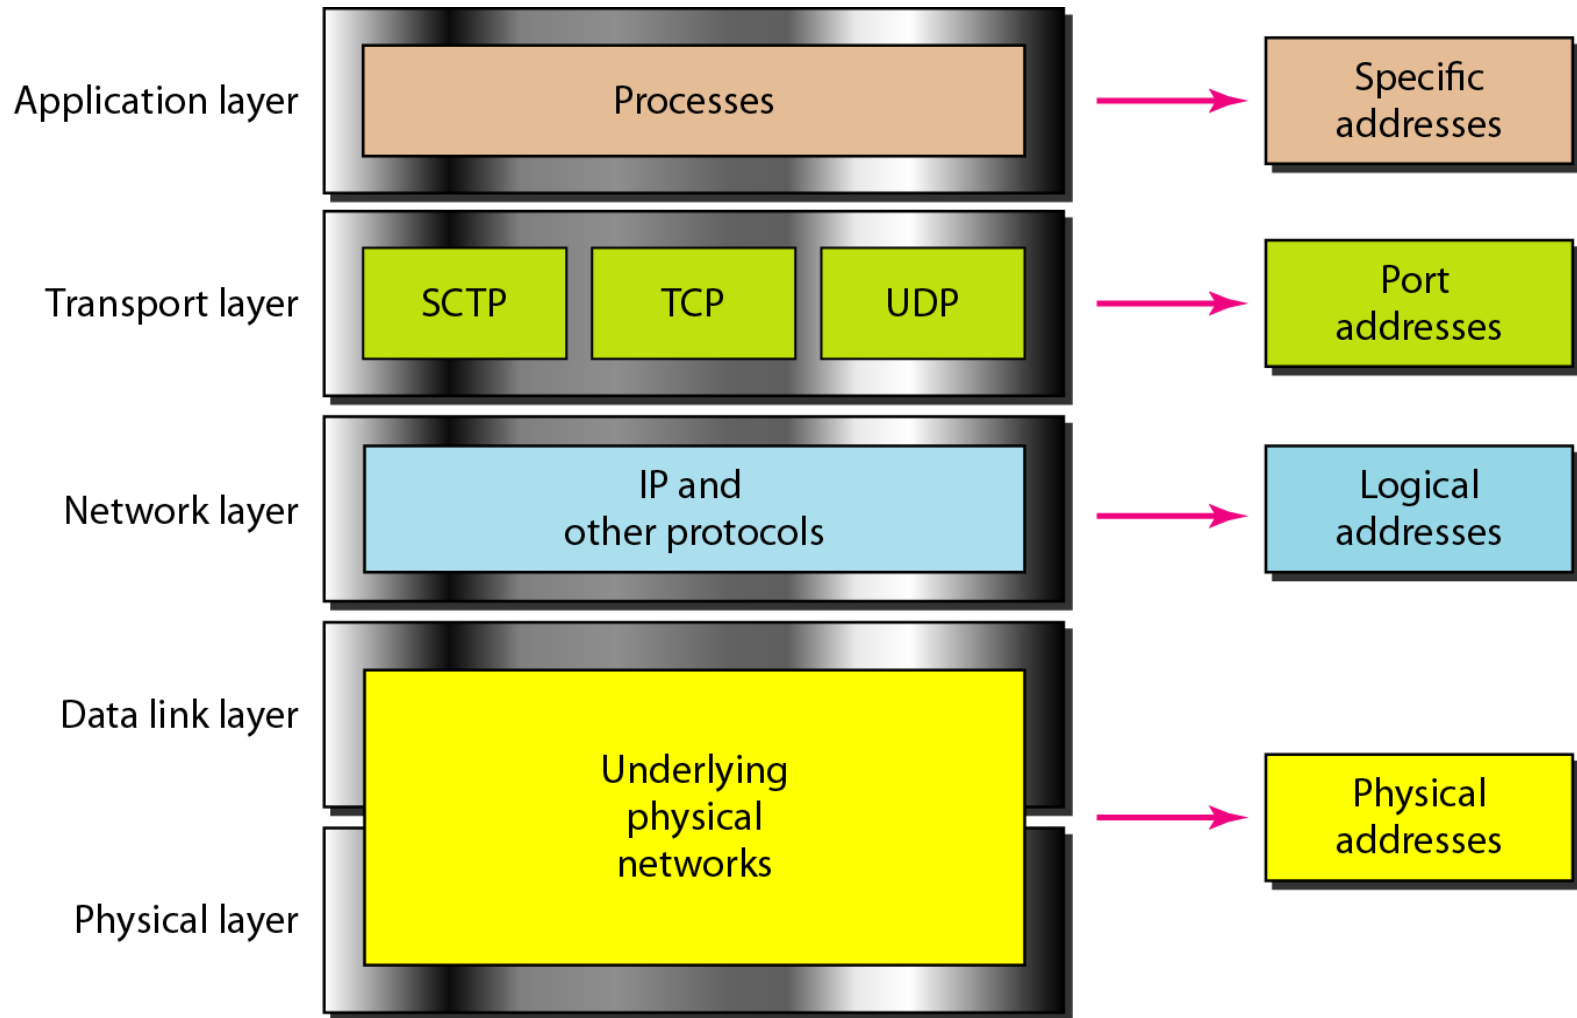 Application layer
Processes
Specific
addresses
Transport layer
SCTP
TCP
UDP
Port
addresses
Network layer
IP and
other protocols
Logical
addresses
Data link layer
Underlying
physical
networks
Physical
addresses
Physical layer